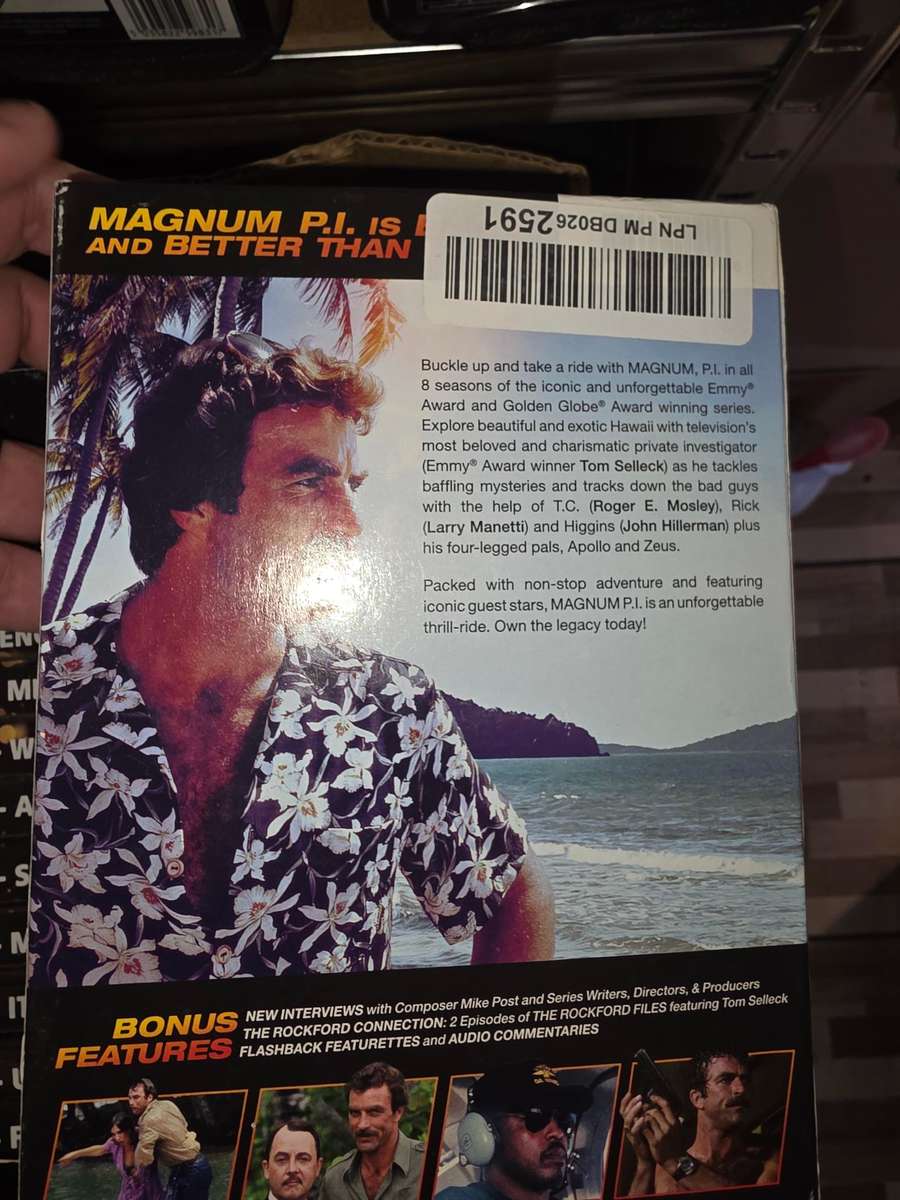 MAGNUM P.I. IS
AND BETTER THAN
LPN PM DB026 2591
Buckle up and take a ride with MAGNUM, P.I. in all
8 seasons of the iconic and unforgettable Emmy®
Award and Golden Globe® Award winning series.
Explore beautiful and exotic Hawaii with television's
most beloved and charismatic private investigator
(Emmy® Award winner Tom Selleck) as he tackles
baffling mysteries and tracks down the bad guys
with the help of T.C. (Roger E. Mosley), Rick
(Larry Manetti) and Higgins (John Hillerman) plus
his four-legged pals, Apollo and Zeus.
Packed with non-stop adventure and featuring
iconic guest stars, MAGNUM P.I. is an unforgettable
thrill-ride. Own the legacy today!
BONUS
FEATURES
NEW INTERVIEWS with Composer Mike Post and Series Writers, Directors, & Producers
THE ROCKFORD CONNECTION: 2 Episodes of THE ROCKFORD FILES featuring Tom Selleck
FLASHBACK FEATURETTES and AUDIO COMMENTARIES